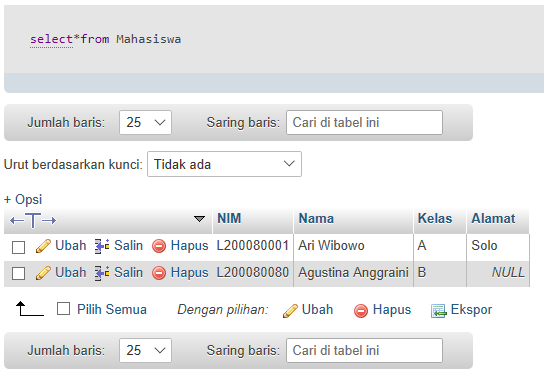 select*from Mahasiswa
Jumlah baris: 25 Saring baris: Cari di tabel ini
Urut berdasarkan kunci: Tidak ada
+ Opsi
←T→ NIM Nama Kelas Alamat
Ubah Salin Hapus L200080001 Ari Wibowo A Solo
Ubah Salin Hapus L200080080 Agustina Anggraini B NULL
Pilih Semua Dengan pilihan: Ubah Hapus Ekspor
Jumlah baris: 25 Saring baris: Cari di tabel ini